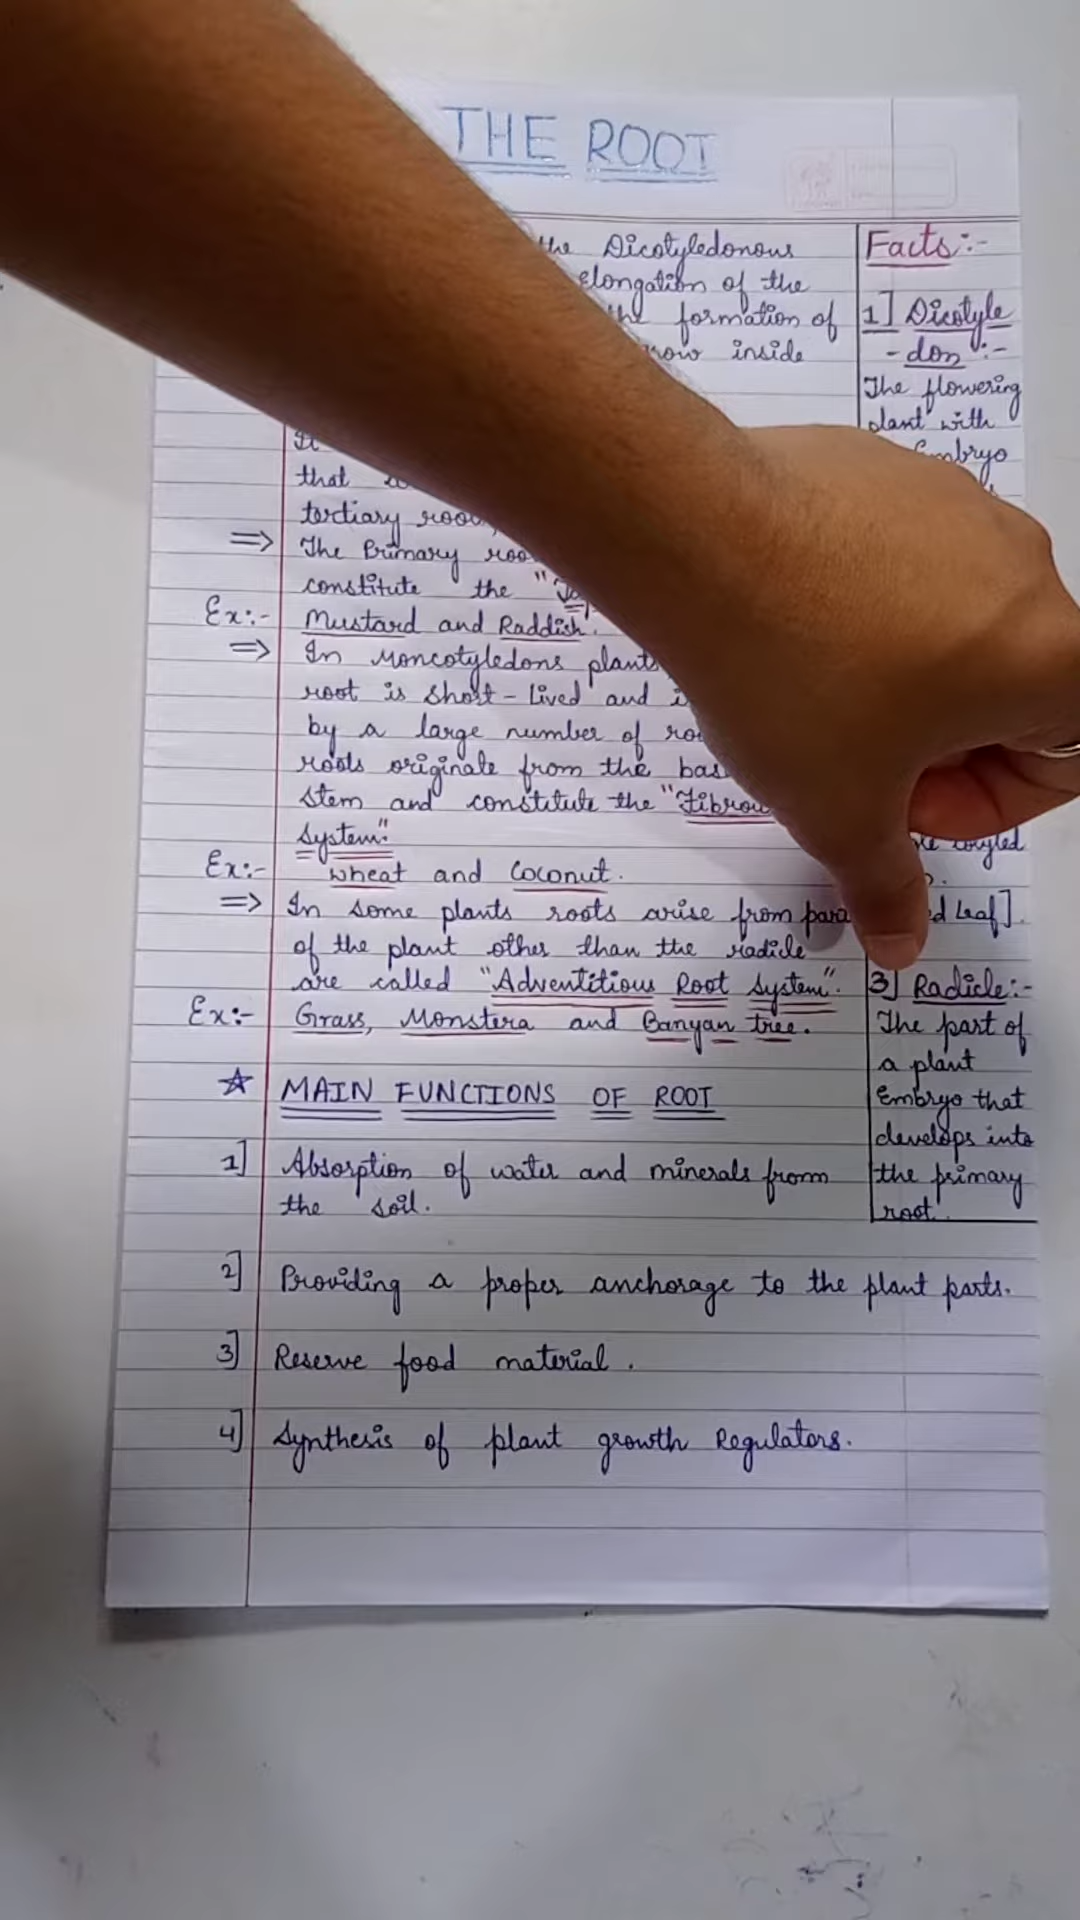 THE ROOT
the Dicotyledonous
elongation of the
the formation of
inside
that
tertiary
⇒ The Primary
constitute the "
Ex:- Mustard and Raddish.
⇒ In Moncotyledons plants
root is short-lived and
by a large number of
roots originate from the
stem and constitute the "Fibrou
system"
Ex:- wheat and Coconut.
⇒ In some plants roots arise from para
of the plant other than the radicle
are called "Adventitious Root System".
Ex:- Grass, Monstera and Banyan tree.
☆ MAIN FUNCTIONS OF ROOT
1] Absorption of water and minerals from
the soil.
2] Providing a proper anchorage to the plant parts.
3] Reserve food material.
4] Synthesis of plant growth Regulators.
Facts:-
1] Dicotyle
-don:-
The flowering
plant with
Embryo
Leaf].
3] Radicle:-
The part of
a plant
Embryo that
develops into
the primary
root.